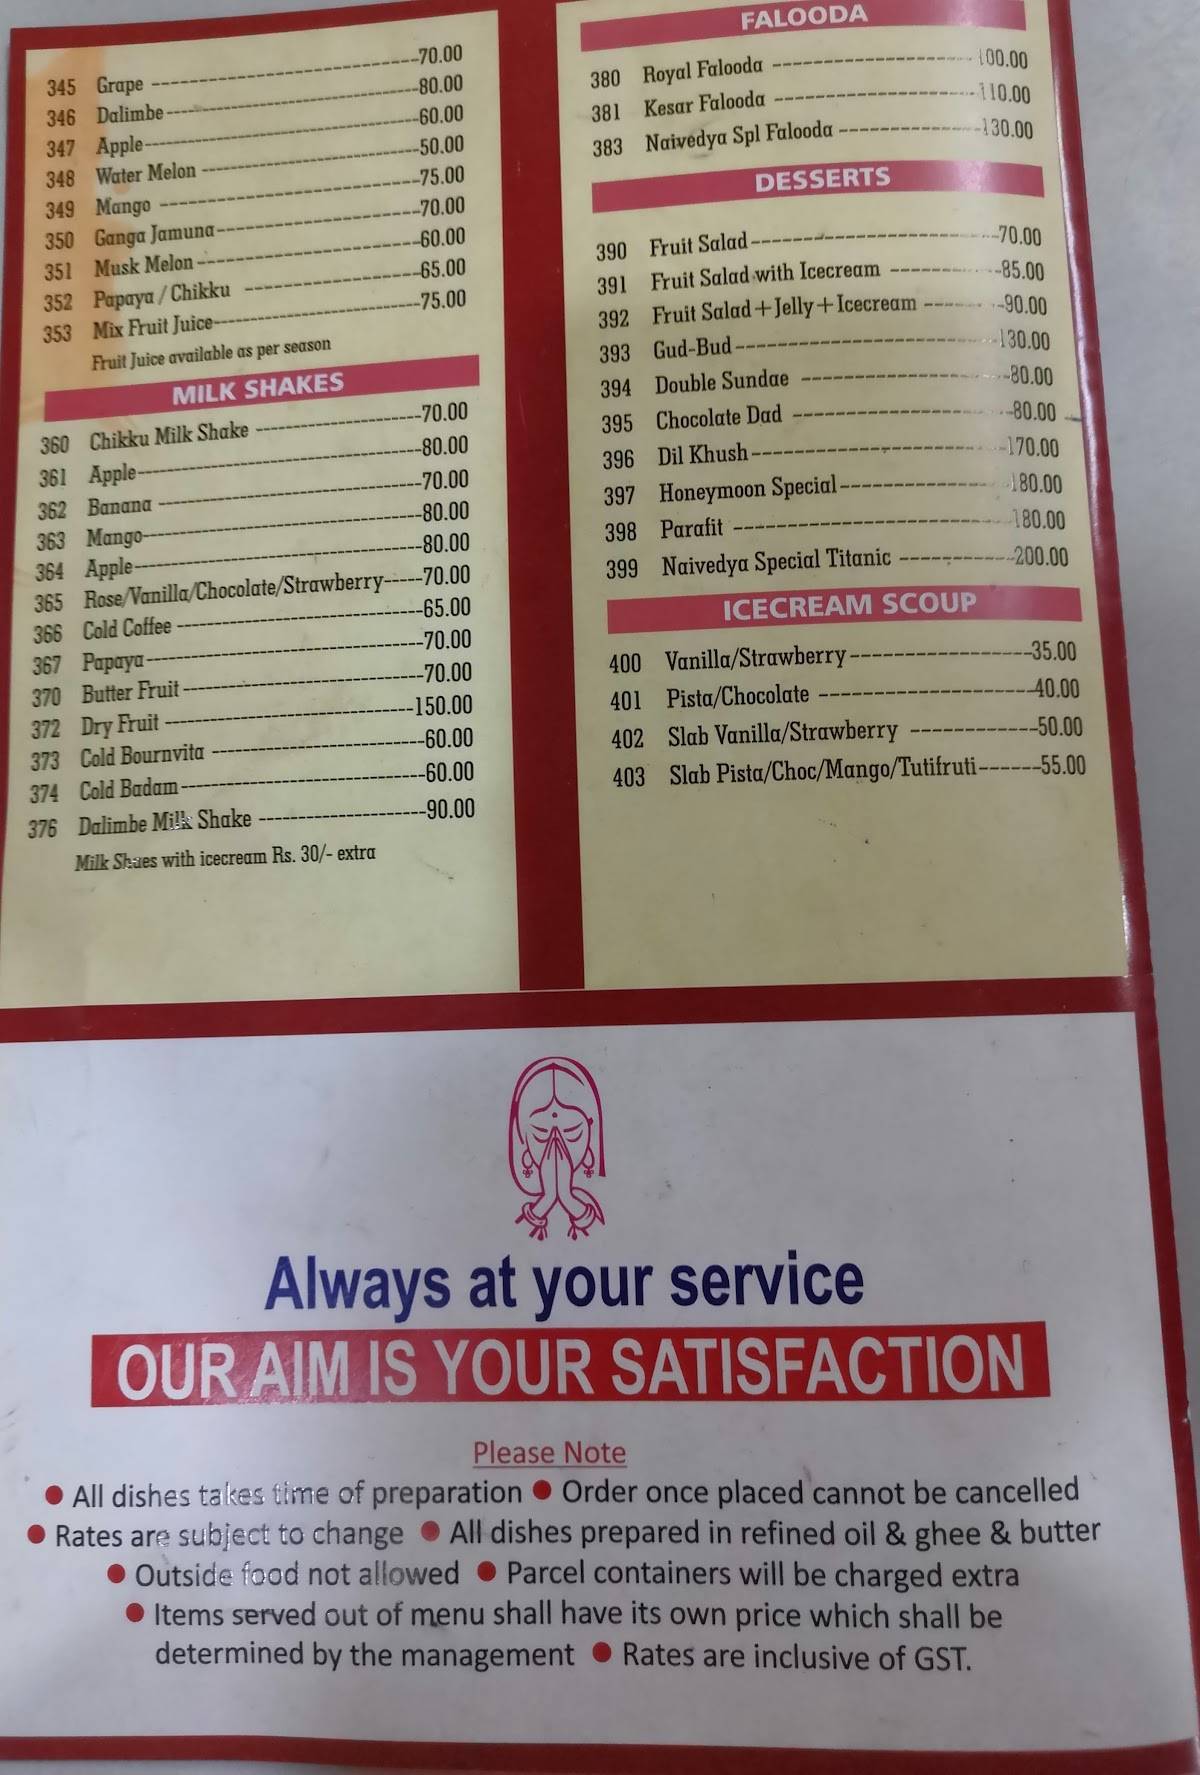 345 Grape 70.00
346 Dalimbe 80.00
347 Apple 60.00
348 Water Melon 50.00
349 Mango 75.00
350 Ganga Jamuna 70.00
351 Musk Melon 60.00
352 Papaya / Chikku 65.00
353 Mix Fruit Juice 75.00
Fruit Juice available as per season
MILK SHAKES
360 Chikku Milk Shake 70.00
361 Apple 80.00
362 Banana 70.00
363 Mango 80.00
364 Apple 80.00
365 Rose/Vanilla/Chocolate/Strawberry 70.00
366 Cold Coffee 65.00
367 Papaya 70.00
370 Butter Fruit 70.00
372 Dry Fruit 150.00
373 Cold Bournvita 60.00
374 Cold Badam 60.00
376 Dalimbe Milk Shake 90.00
Milk Shaes with icecream Rs. 30/- extra
FALOODA
380 Royal Falooda 100.00
381 Kesar Falooda 110.00
383 Naivedya Spl Falooda 130.00
DESSERTS
390 Fruit Salad 70.00
391 Fruit Salad with Icecream 85.00
392 Fruit Salad+Jelly+Icecream 90.00
393 Gud-Bud 130.00
394 Double Sundae 80.00
395 Chocolate Dad 80.00
396 Dil Khush 170.00
397 Honeymoon Special 180.00
398 Parafit 180.00
399 Naivedya Special Titanic 200.00
ICECREAM SCOUP
400 Vanilla/Strawberry 35.00
401 Pista/Chocolate 40.00
402 Slab Vanilla/Strawberry 50.00
403 Slab Pista/Choc/Mango/Tutifruti 55.00
Always at your service
OUR AIM IS YOUR SATISFACTION
Please Note
● All dishes takes time of preparation ● Order once placed cannot be cancelled
● Rates are subject to change ● All dishes prepared in refined oil & ghee & butter
● Outside food not allowed ● Parcel containers will be charged extra
● Items served out of menu shall have its own price which shall be
determined by the management ● Rates are inclusive of GST.